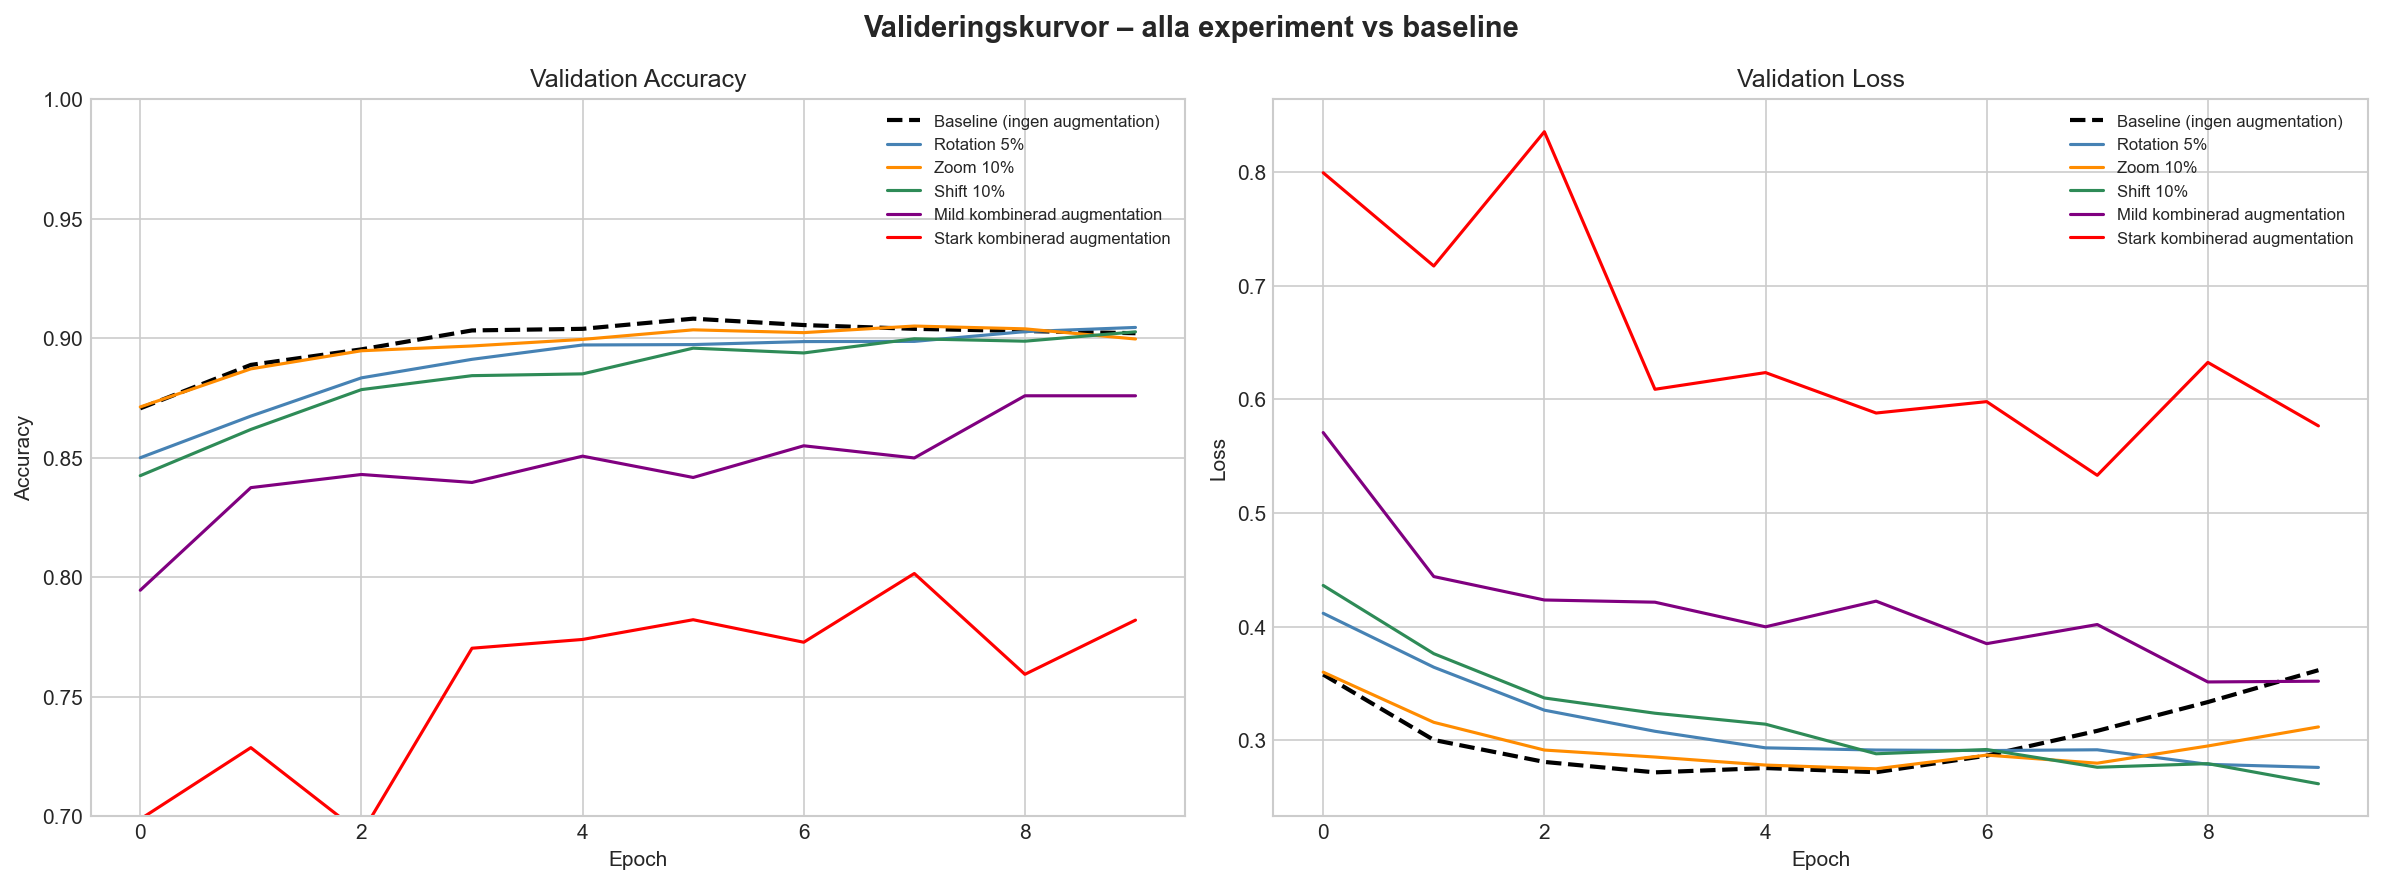 Valideringskurvor – alla experiment vs baseline
Validation Accuracy
1.00
0.95
0.90
0.85
0.80
0.75
0.70
Accuracy
0 2 4 6 8
Epoch
Baseline (ingen augmentation)
Rotation 5%
Zoom 10%
Shift 10%
Mild kombinerad augmentation
Stark kombinerad augmentation
Validation Loss
0.8
0.7
0.6
0.5
0.4
0.3
Loss
0 2 4 6 8
Epoch
Baseline (ingen augmentation)
Rotation 5%
Zoom 10%
Shift 10%
Mild kombinerad augmentation
Stark kombinerad augmentation